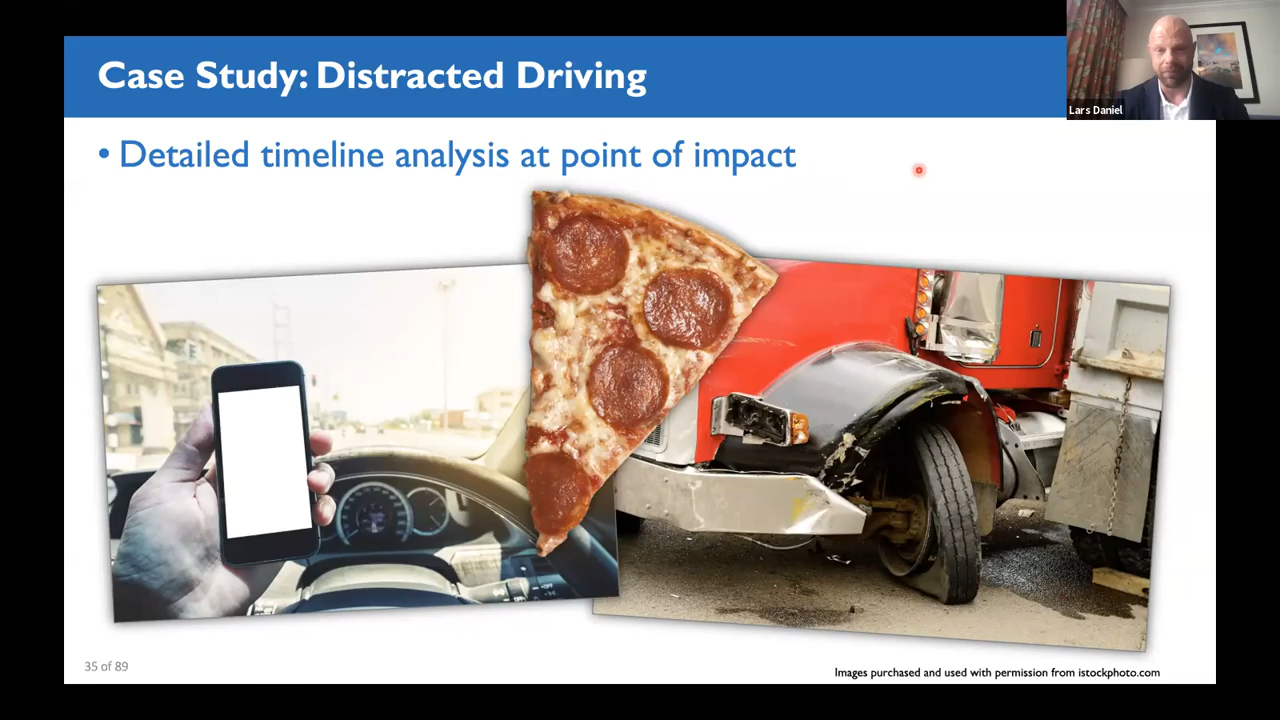 Case Study: Distracted Driving
Lars Daniel
• Detailed timeline analysis at point of impact
35 of 89
Images purchased and used with permission from istockphoto.com